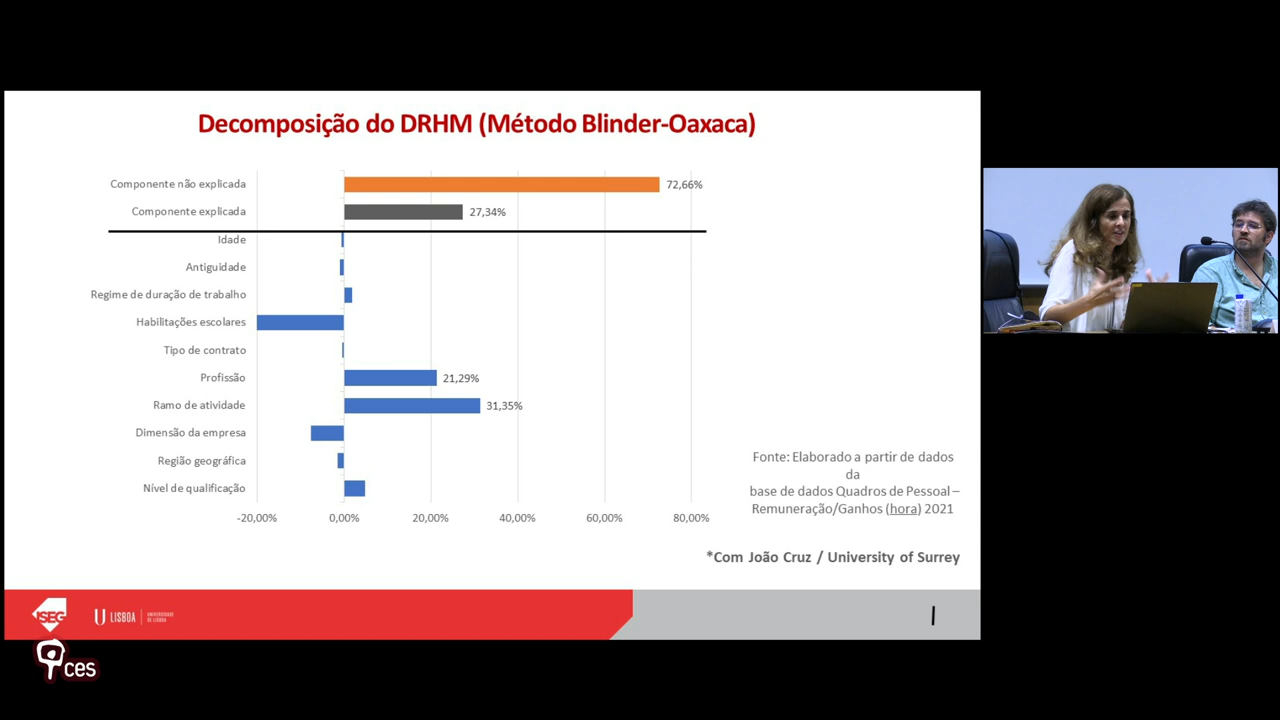 Decomposição do DRHM (Método Blinder-Oaxaca)
Componente não explicada
72,66%
Componente explicada
27,34%
Idade
Antiguidade
Regime de duração de trabalho
Habilitações escolares
Tipo de contrato
Profissão
21,29%
Ramo de atividade
31,35%
Dimensão da empresa
Região geográfica
Nível de qualificação
-20,00% 0,00% 20,00% 40,00% 60,00% 80,00%
Fonte: Elaborado a partir de dados
da
base de dados Quadros de Pessoal –
Remuneração/Ganhos (hora) 2021
*Com João Cruz / University of Surrey
ISEG
U LISBOA
UNIVERSIDADE
DE LISBOA
ces